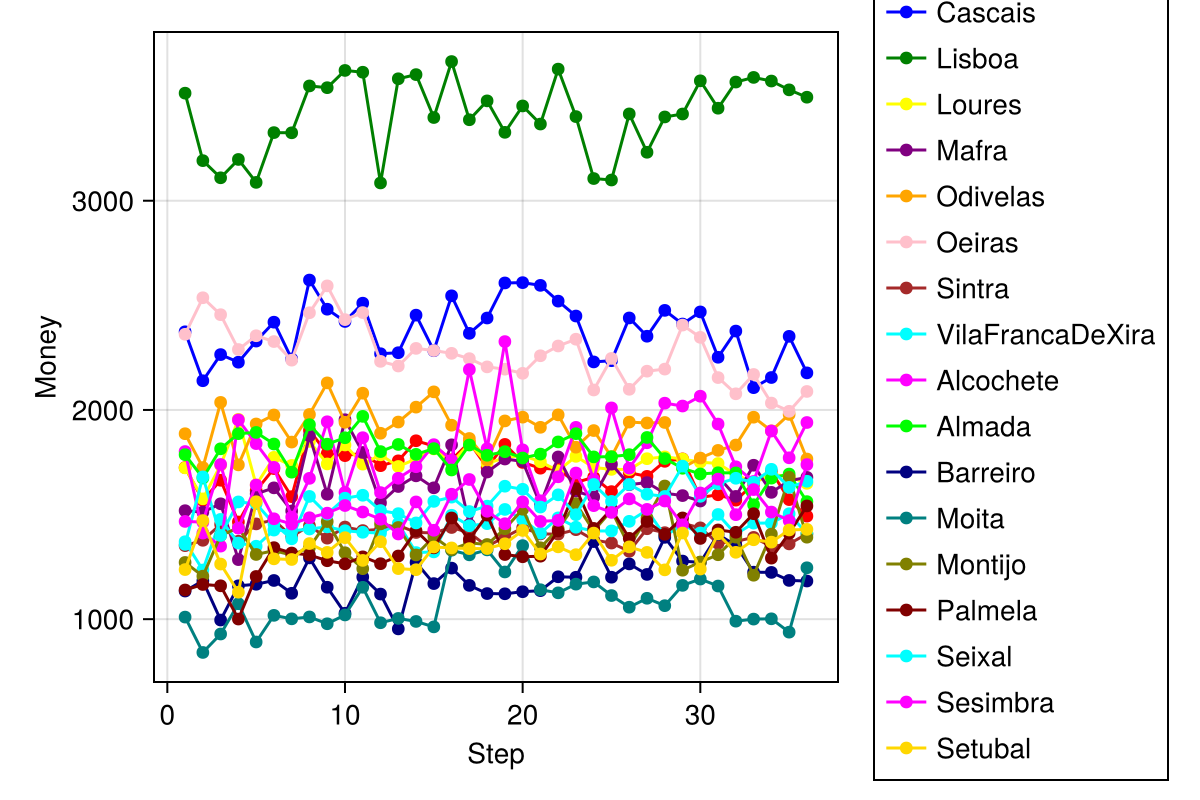 Cascais
Lisboa
Loures
Mafra
Odivelas
Oeiras
Sintra
VilaFrancaDeXira
Alcochete
Almada
Barreiro
Moita
Montijo
Palmela
Seixal
Sesimbra
Setubal
Money
3000
2000
1000
0 10 20 30
Step